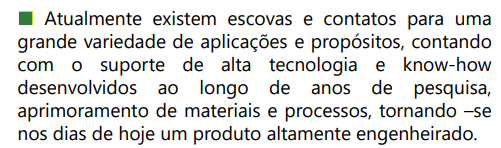 ■ Atualmente existem escovas e contatos para uma
grande variedade de aplicações e propósitos, contando
com o suporte de alta tecnologia e know-how
desenvolvidos ao longo de anos de pesquisa,
aprimoramento de materiais e processos, tornando –se
nos dias de hoje um produto altamente engenheirado.